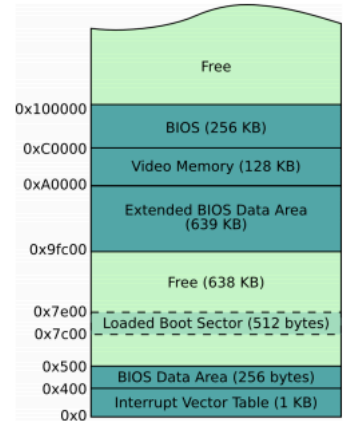 Free
0x100000
BIOS (256 KB)
0xC0000
Video Memory (128 KB)
0xA0000
Extended BIOS Data Area
(639 KB)
0x9fc00
Free (638 KB)
0x7e00
Loaded Boot Sector (512 bytes)
0x7c00
0x500
BIOS Data Area (256 bytes)
0x400
Interrupt Vector Table (1 KB)
0x0